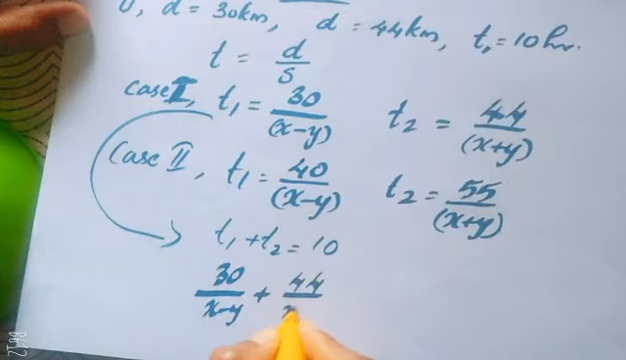 U, d = 30km, d = 44km, t₁ = 10hr.
t = d/s
Case I, t₁ = 30/(x-y) t₂ = 44/(x+y)
Case II, t₁ = 40/(x-y) t₂ = 55/(x+y)
t₁ + t₂ = 10
30/x-y + 44/